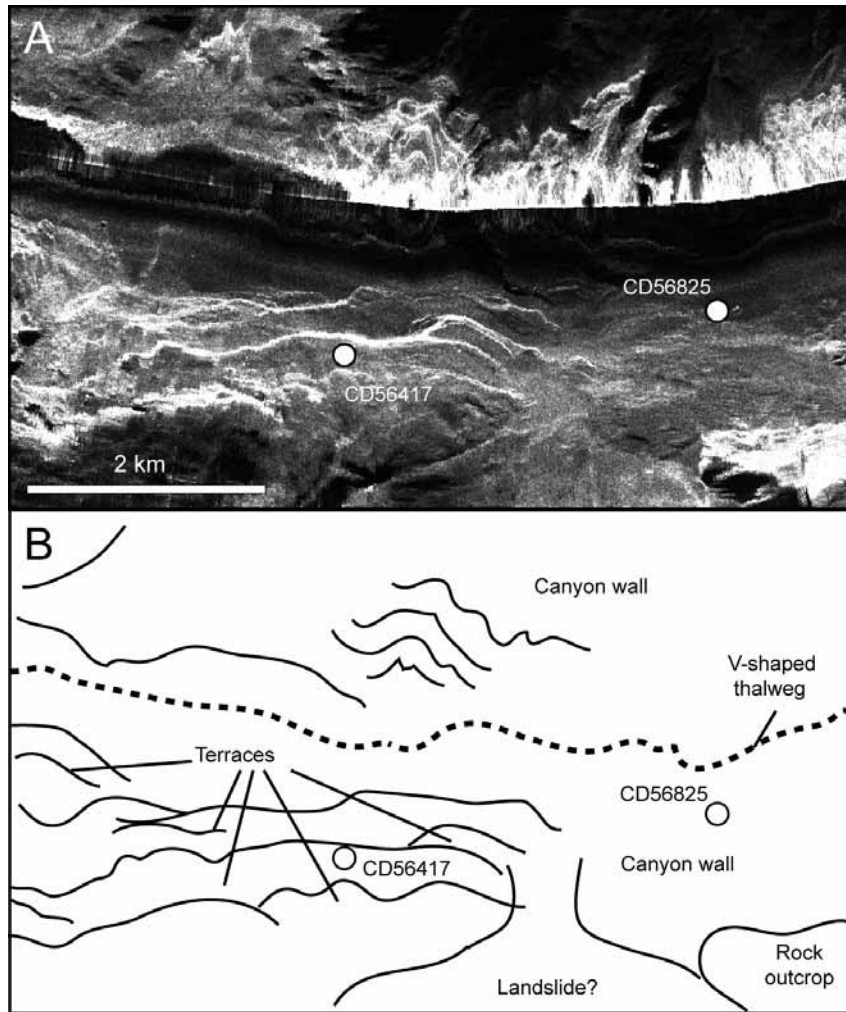 A
CD56825
CD56417
2 km
B
Canyon wall
V-shaped
thalweg
Terraces
CD56825
CD56417
Canyon wall
Rock
outcrop
Landslide?